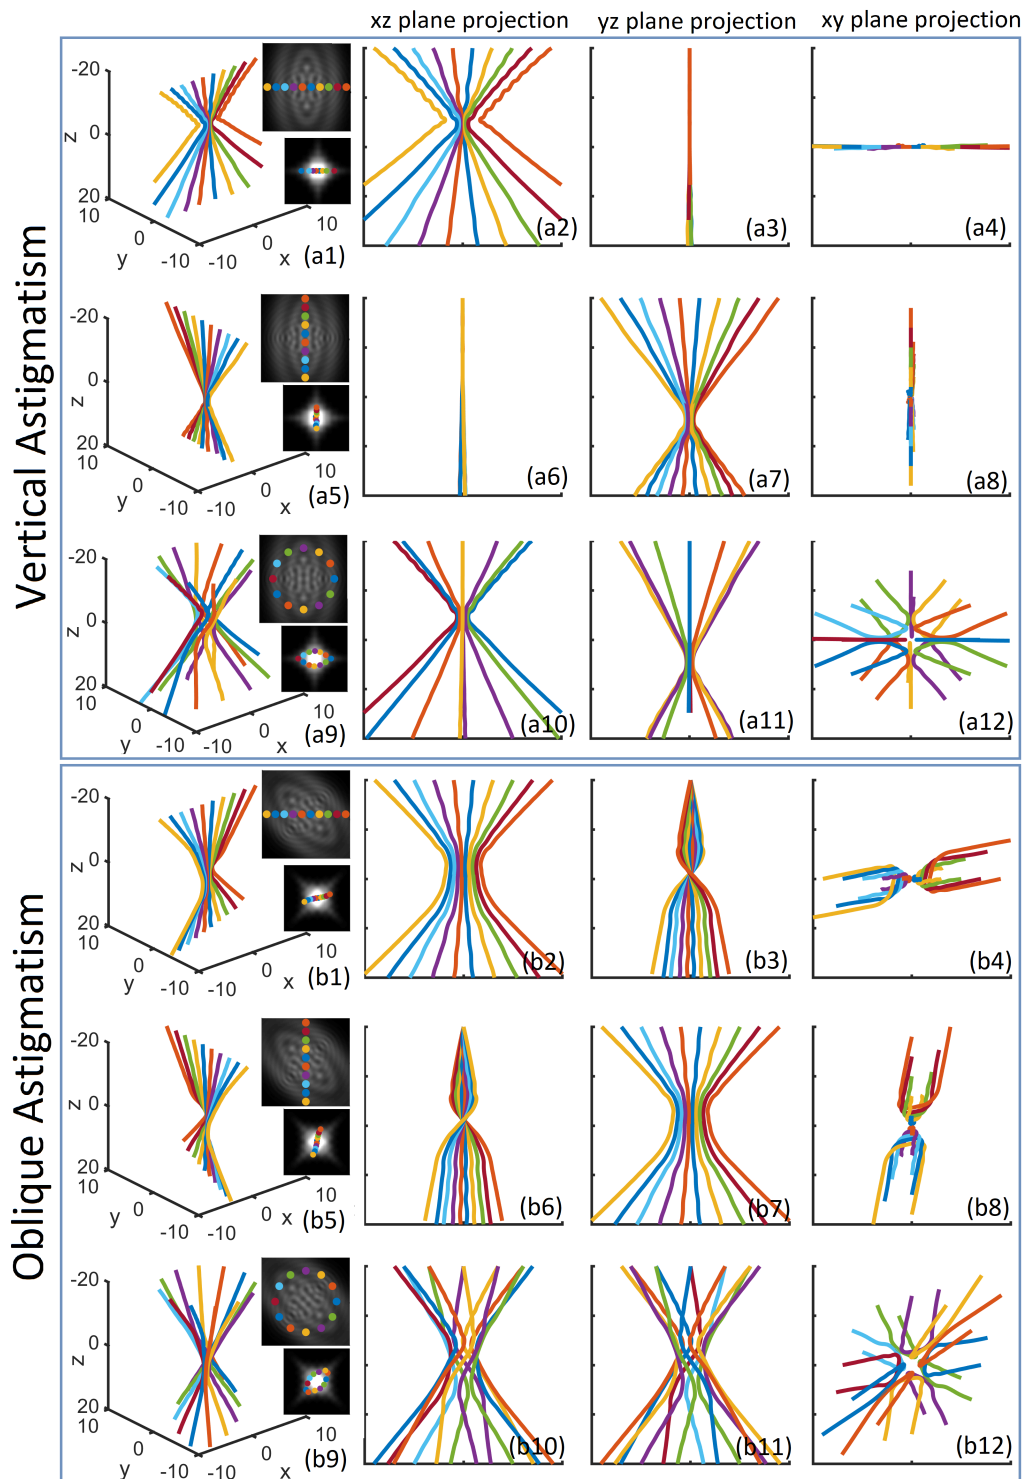 xz plane projection yz plane projection xy plane projection
Vertical Astigmatism
-20
0
20
z
10
0
-10
y
-10
0
10
x
(a1)
(a2)
(a3)
(a4)
-20
0
20
z
10
0
-10
y
-10
0
10
x
(a5)
(a6)
(a7)
(a8)
-20
0
20
z
10
0
-10
y
-10
0
10
x
(a9)
(a10)
(a11)
(a12)
Oblique Astigmatism
-20
0
20
z
10
0
-10
y
-10
0
10
x
(b1)
(b2)
(b3)
(b4)
-20
0
20
z
10
0
-10
y
-10
0
10
x
(b5)
(b6)
(b7)
(b8)
-20
0
20
z
10
0
-10
y
-10
0
10
x
(b9)
(b10)
(b11)
(b12)